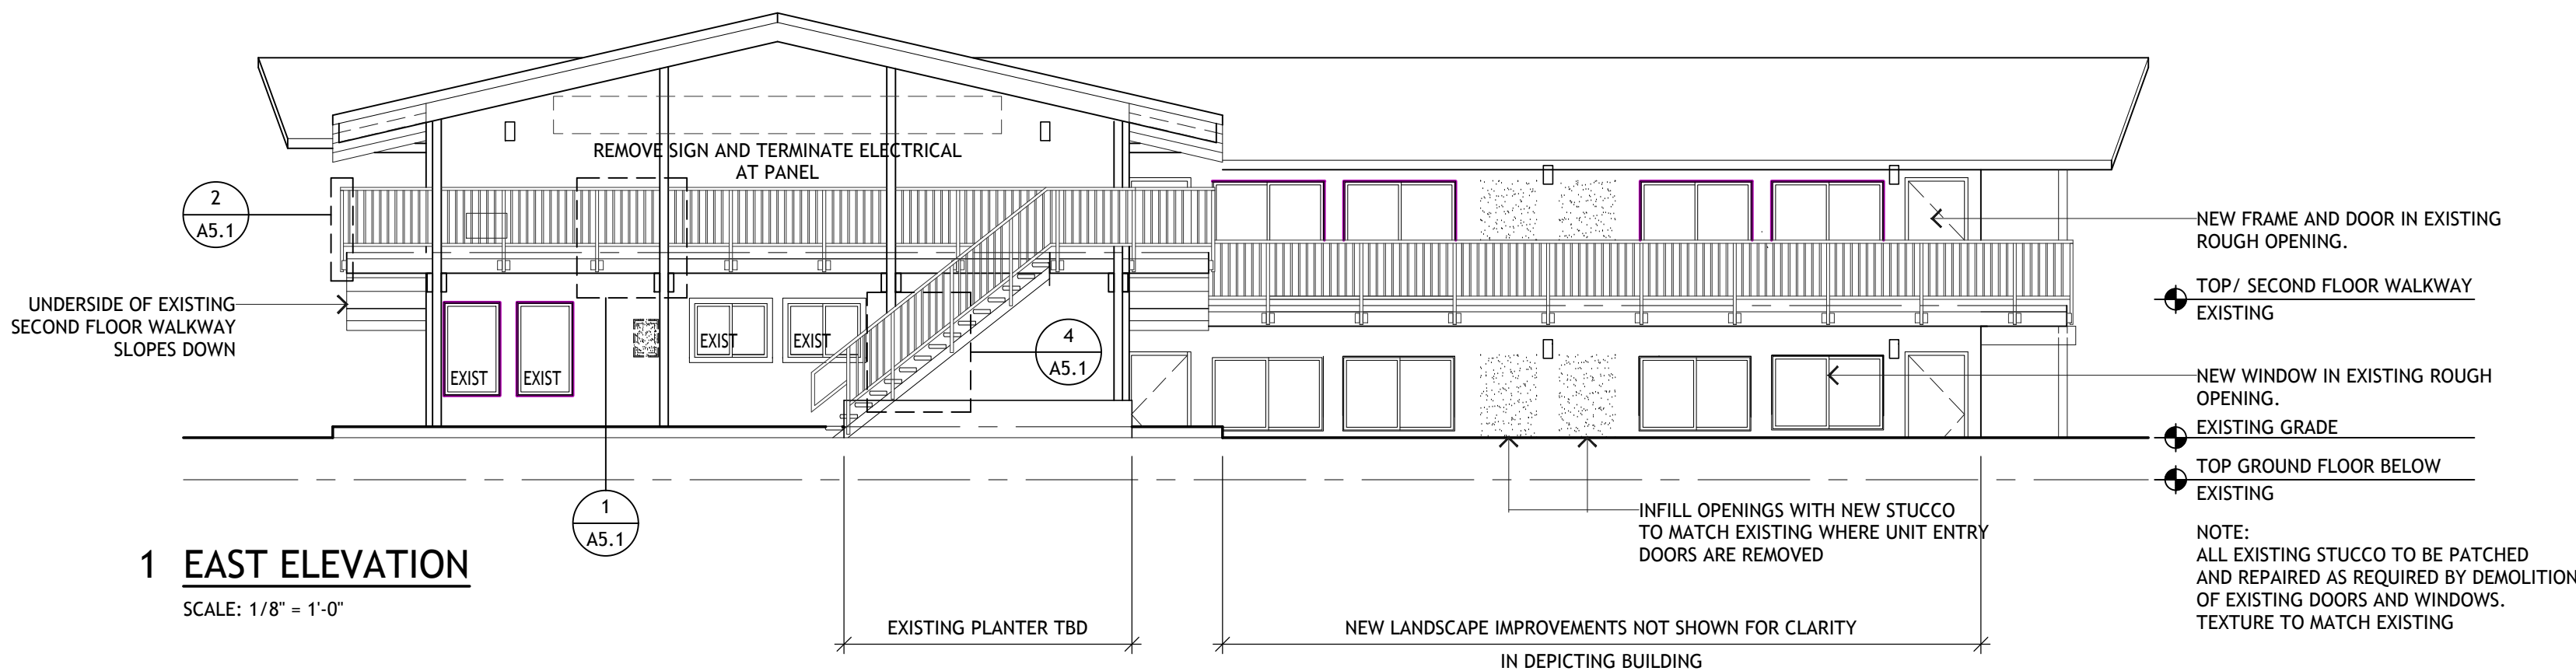 REMOVE SIGN AND TERMINATE ELECTRICAL
AT PANEL
2
A5.1
UNDERSIDE OF EXISTING
SECOND FLOOR WALKWAY
SLOPES DOWN
EXIST
EXIST
EXIST
EXIST
4
A5.1
1
A5.1
NEW FRAME AND DOOR IN EXISTING
ROUGH OPENING.
TOP/ SECOND FLOOR WALKWAY
EXISTING
NEW WINDOW IN EXISTING ROUGH
OPENING.
EXISTING GRADE
TOP GROUND FLOOR BELOW
EXISTING
INFILL OPENINGS WITH NEW STUCCO
TO MATCH EXISTING WHERE UNIT ENTRY
DOORS ARE REMOVED
NOTE:
ALL EXISTING STUCCO TO BE PATCHED
AND REPAIRED AS REQUIRED BY DEMOLITION
OF EXISTING DOORS AND WINDOWS.
TEXTURE TO MATCH EXISTING
1 EAST ELEVATION
SCALE: 1/8" = 1'-0"
EXISTING PLANTER TBD
NEW LANDSCAPE IMPROVEMENTS NOT SHOWN FOR CLARITY
IN DEPICTING BUILDING